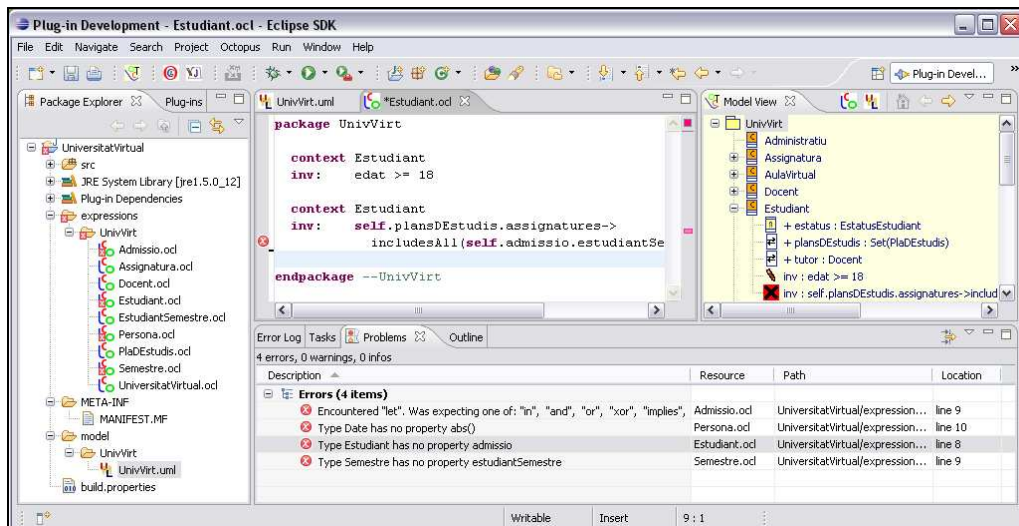 Plug-in Development - Estudiant.ocl - Eclipse SDK
File Edit Navigate Search Project Octopus Run Window Help
Plug-in Devel...
Package Explorer Plug-ins
UniversitatVirtual
src
JRE System Library [jre1.5.0_12]
Plug-in Dependencies
expressions
UnivVirt
Admissio.ocl
Assignatura.ocl
Docent.ocl
Estudiant.ocl
EstudiantSemestre.ocl
Persona.ocl
PlaDEstudis.ocl
Semestre.ocl
UniversitatVirtual.ocl
META-INF
MANIFEST.MF
model
UnivVirt
UnivVirt.uml
build.properties
UnivVirt.uml *Estudiant.ocl
package UnivVirt
context Estudiant
inv: edat >= 18
context Estudiant
inv: self.plansDEstudis.assignatures->
includesAll(self.admissio.estudiantSe
endpackage --UnivVirt
Model View
UnivVirt
Administratiu
Assignatura
AulaVirtual
Docent
Estudiant
+ estatus : EstatusEstudiant
+ plansDEstudis : Set(PlaDEstudis)
+ tutor : Docent
inv : edat >= 18
inv : self.plansDEstudis.assignatures->includ
Error Log Tasks Problems Outline
4 errors, 0 warnings, 0 infos
Description Resource Path Location
Errors (4 items)
Encountered "let". Was expecting one of: "in", "and", "or", "xor", "implies", Admissio.ocl UniversitatVirtual/expression... line 9
Type Date has no property abs() Persona.ocl UniversitatVirtual/expression... line 10
Type Estudiant has no property admissio Estudiant.ocl UniversitatVirtual/expression... line 8
Type Semestre has no property estudiantSemestre Semestre.ocl UniversitatVirtual/expression... line 9
Writable Insert 9 : 1